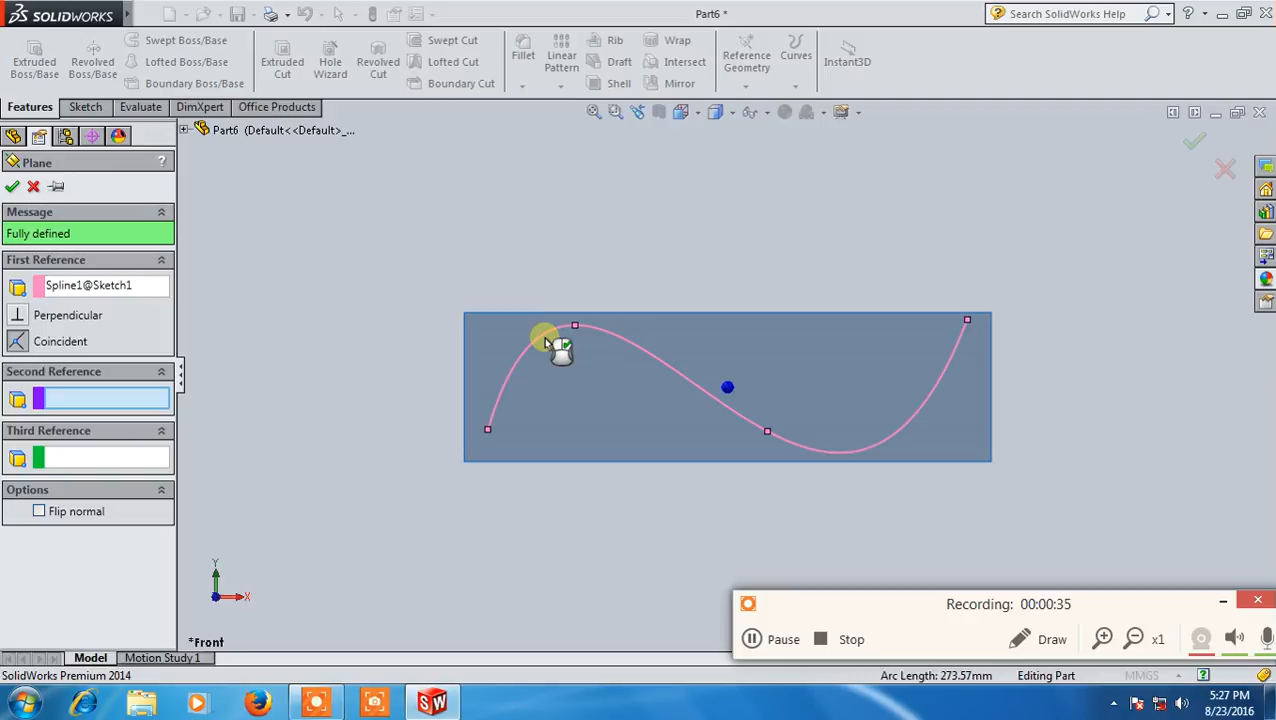 SOLIDWORKS
Part6 *
Search SolidWorks Help
Extruded Boss/Base
Revolved Boss/Base
Swept Boss/Base
Lofted Boss/Base
Boundary Boss/Base
Extruded Cut
Hole Wizard
Revolved Cut
Swept Cut
Lofted Cut
Boundary Cut
Fillet
Linear Pattern
Rib
Draft
Shell
Wrap
Intersect
Mirror
Reference Geometry
Curves
Instant3D
Features
Sketch
Evaluate
DimXpert
Office Products
Part6 (Default<<Default>_...
Plane
?
Message
Fully defined
First Reference
Spline1@Sketch1
Perpendicular
Coincident
Second Reference
Third Reference
Options
Flip normal
Y
X
*Front
Recording: 00:00:35
Pause
Stop
Draw
x1
Model
Motion Study 1
SolidWorks Premium 2014
Arc Length: 273.57mm
Editing Part
MMGS
5:27 PM
8/23/2016